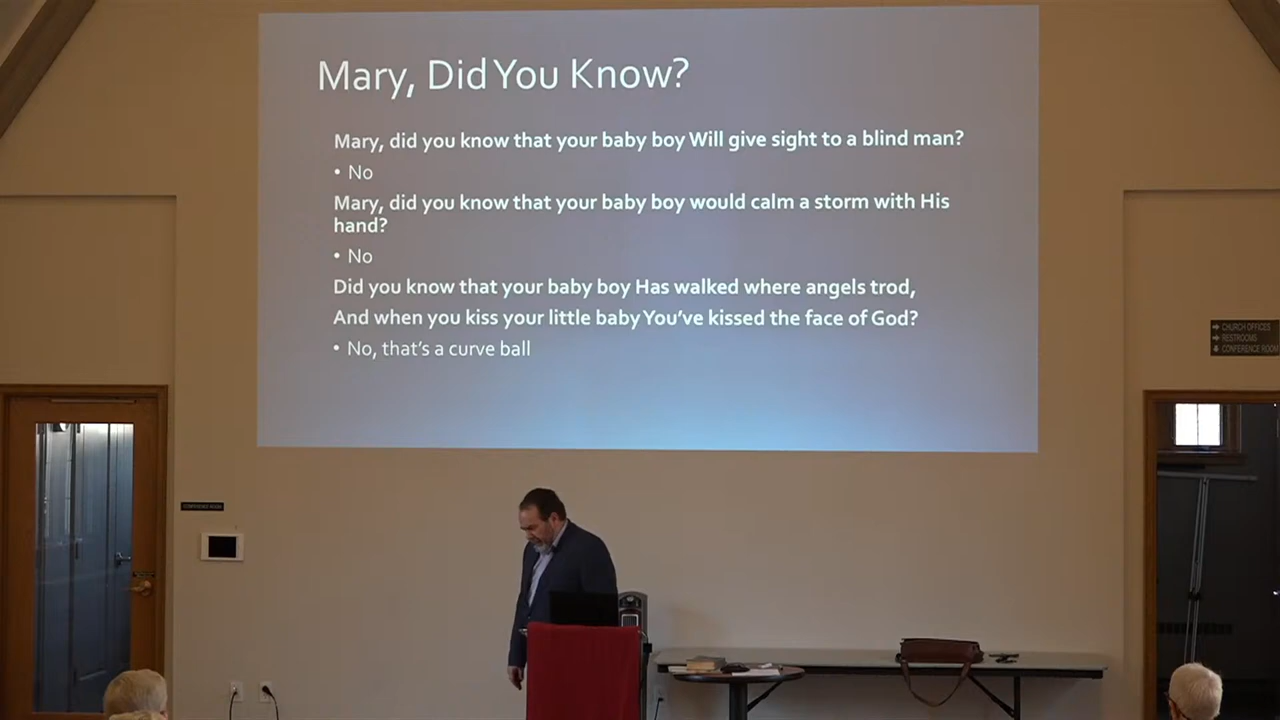 Mary, Did You Know?
Mary, did you know that your baby boy Will give sight to a blind man?
• No
Mary, did you know that your baby boy would calm a storm with His
hand?
• No
Did you know that your baby boy Has walked where angels trod,
And when you kiss your little baby You've kissed the face of God?
• No, that's a curve ball
→ CHURCH OFFICES
→ RESTROOMS
CONFERENCE ROOM
CONFERENCE ROOM